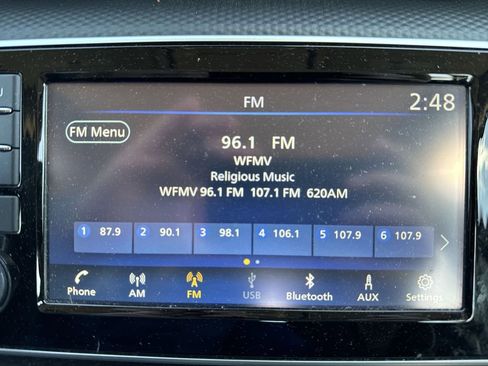 FM
2:48
FM Menu
96.1 FM
WFMV
Religious Music
WFMV 96.1 FM 107.1 FM 620AM
1 87.9 2 90.1 3 98.1 4 106.1 5 107.9 6 107.9
Phone AM FM USB Bluetooth AUX Settings